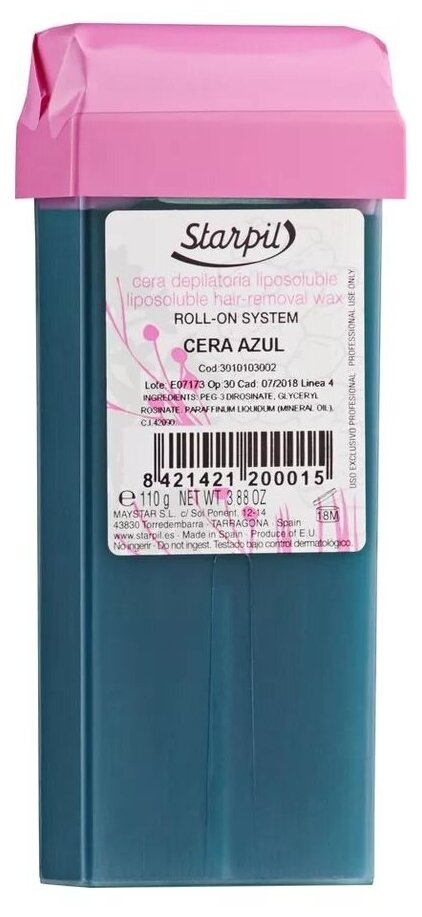 Starpil
cera depilatoria liposoluble
liposoluble hair-removal wax
ROLL-ON SYSTEM
CERA AZUL
Cod:3010103002
Lote: E07173 Op 30 Cad: 07/2018 Linea 4
INGREDIENTS: PEG-3 DIROSINATE, GLYCERYL
ROSINATE, PARAFFINUM LIQUIDUM (MINERAL OIL),
C.I.42090
8 421421 200015
℮ 110 g NET WT 3.88 OZ
MAYSTAR S.L. c/ Sol Ponent, 12-14
43830 Torredembarra - TARRAGONA - Spain
www.starpil.es - Made in Spain - Produce of E.U.
No ingerir - Do not ingest. Testado bajo control dermatológico.
18M
USO EXCLUSIVO PROFESIONAL - PROFESSIONAL USE ONLY